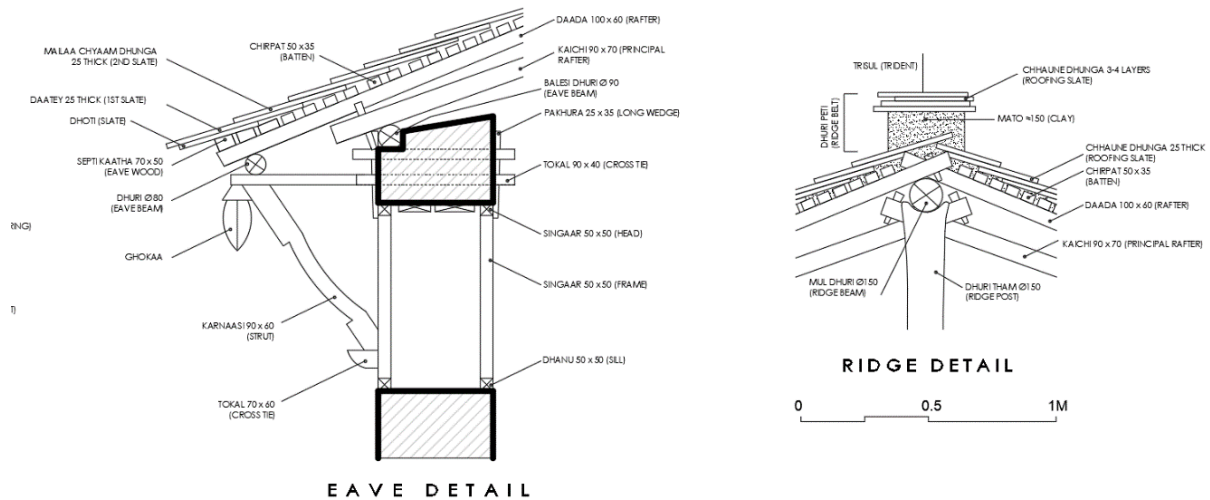 DAADA 100 x 60 (RAFTER)
KAICHI 90 x 70 (PRINCIPAL
RAFTER)
BALESI DHURI Ø 90
(EAVE BEAM)
PAKHURA 25 x 35 (LONG WEDGE)
TOKAL 90 x 40 (CROSS TIE)
SINGAAR 50 x 50 (HEAD)
SINGAAR 50 x 50 (FRAME)
DHANU 50 x 50 (SILL)
CHIRPAT 50 x 35
(BATTEN)
MAILAA CHYAAM DHUNGA
25 THICK (2ND SLATE)
DAATEY 25 THICK (1ST SLATE)
DHOTI (SLATE)
SEPTI KAATHA 70 x 50
(EAVE WOOD)
DHURI Ø 80
(EAVE BEAM)
GHOKAA
KARNAASI 90 x 60
(STRUT)
TOKAL 70 x 60
(CROSS TIE)
EAVE DETAIL
TRISUL (TRIDENT)
DHURI PETI
(RIDGE BELT)
CHHAUNE DHUNGA 3-4 LAYERS
(ROOFING SLATE)
MATO ≈150 (CLAY)
CHHAUNE DHUNGA 25 THICK
(ROOFING SLATE)
CHIRPAT 50 x 35
(BATTEN)
DAADA 100 x 60 (RAFTER)
KAICHI 90 x 70 (PRINCIPAL RAFTER)
MUL DHURI Ø150
(RIDGE BEAM)
DHURI THAM Ø150
(RIDGE POST)
RIDGE DETAIL
0 0.5 1M